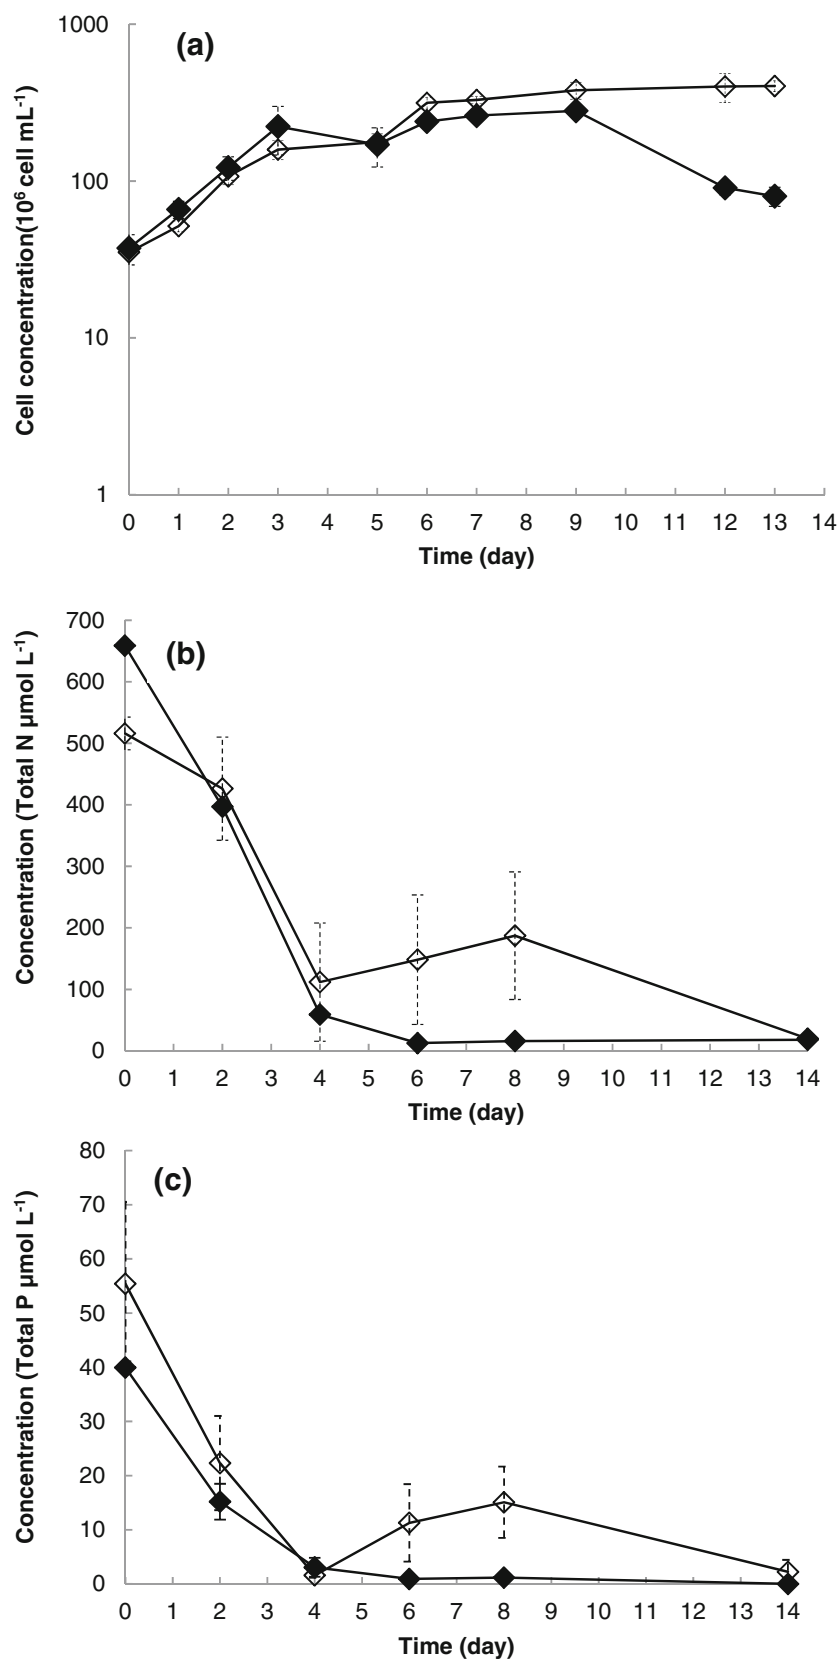 (a)
Cell concentration(10⁶ cell mL⁻¹)
1000
100
10
1
0 1 2 3 4 5 6 7 8 9 10 11 12 13 14
Time (day)
(b)
Concentration (Total N µmol L⁻¹)
700
600
500
400
300
200
100
0
0 1 2 3 4 5 6 7 8 9 10 11 12 13 14
Time (day)
(c)
Concentration (Total P µmol L⁻¹)
80
70
60
50
40
30
20
10
0
0 1 2 3 4 5 6 7 8 9 10 11 12 13 14
Time (day)